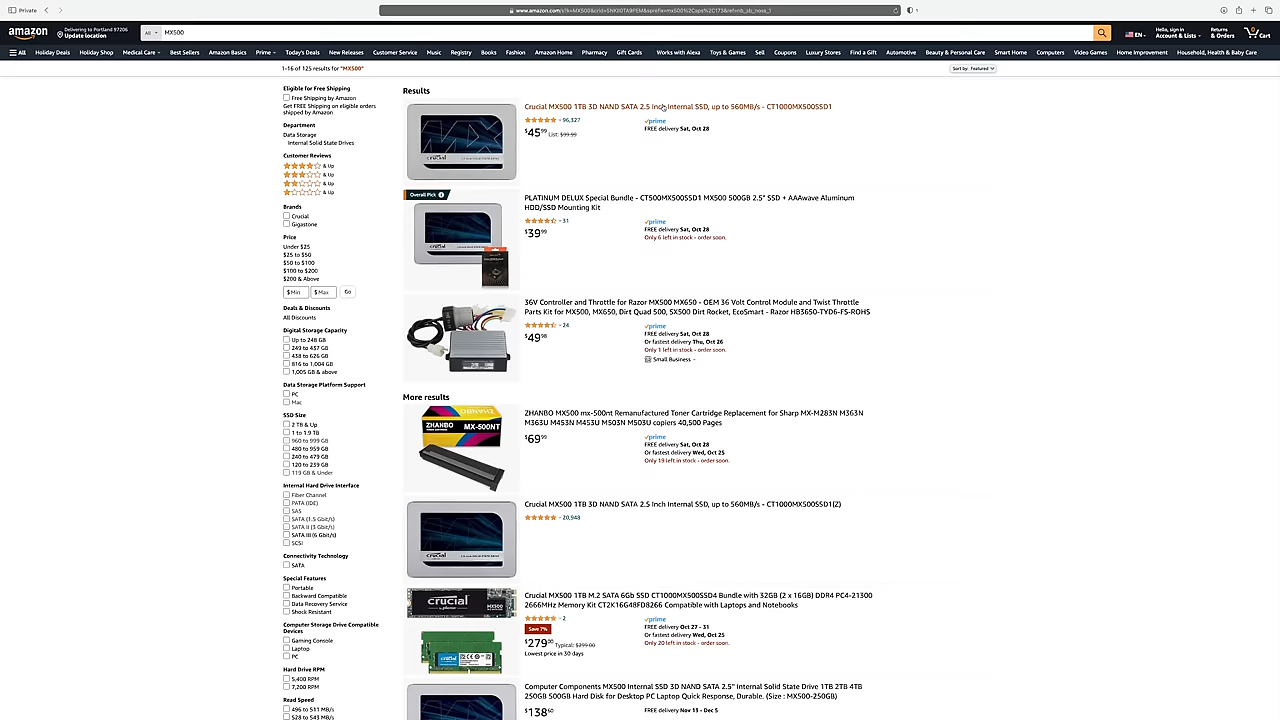 Private
www.amazon.com/s?k=MX500&crid=SNKII0TA9PEM&sprefix=mx500%2Caps%2C173&ref=nb_sb_noss_1
1
amazon
Delivering to Portland 97206
Update location
All
MX500
EN
Hello, sign in
Account & Lists
Returns
& Orders
0
Cart
All
Holiday Deals
Holiday Shop
Medical Care
Best Sellers
Amazon Basics
Prime
Today's Deals
New Releases
Customer Service
Music
Registry
Books
Fashion
Amazon Home
Pharmacy
Gift Cards
Works with Alexa
Toys & Games
Sell
Coupons
Luxury Stores
Find a Gift
Automotive
Beauty & Personal Care
Smart Home
Computers
Video Games
Home Improvement
Household, Health & Baby Care
1-16 of 125 results for "MX500"
Sort by: Featured
Eligible for Free Shipping
Free Shipping by Amazon
Get FREE Shipping on eligible orders
shipped by Amazon
Department
Data Storage
Internal Solid State Drives
Customer Reviews
& Up
& Up
& Up
& Up
Brands
Crucial
Gigastone
Price
Under $25
$25 to $50
$50 to $100
$100 to $200
$200 & Above
$ Min
$ Max
Go
Deals & Discounts
All Discounts
Digital Storage Capacity
Up to 248 GB
249 to 437 GB
438 to 626 GB
816 to 1,004 GB
1,005 GB & above
Data Storage Platform Support
PC
Mac
SSD Size
2 TB & Up
1 to 1.9 TB
960 to 999 GB
480 to 959 GB
240 to 479 GB
120 to 239 GB
119 GB & Under
Internal Hard Drive Interface
Fiber Channel
PATA (IDE)
SAS
SATA (1.5 Gbit/s)
SATA II (3 Gbit/s)
SATA III (6 Gbit/s)
SCSI
Connectivity Technology
SATA
Special Features
Portable
Backward Compatible
Data Recovery Service
Shock Resistant
Computer Storage Drive Compatible
Devices
Gaming Console
Laptop
PC
Hard Drive RPM
5,400 RPM
7,200 RPM
Read Speed
496 to 511 MB/s
528 to 543 MB/s
Results
crucial
Crucial MX500 1TB 3D NAND SATA 2.5 Inch Internal SSD, up to 560MB/s - CT1000MX500SSD1
96,327
$45.99 List: $99.99
prime
FREE delivery Sat, Oct 28
Overall Pick
crucial
PLATINUM DELUX Special Bundle - CT500MX500SSD1 MX500 500GB 2.5" SSD + AAAwave Aluminum
HDD/SSD Mounting Kit
31
$39.99
prime
FREE delivery Sat, Oct 28
Only 6 left in stock - order soon.
36V Controller and Throttle for Razor MX500 MX650 - OEM 36 Volt Control Module and Twist Throttle
Parts Kit for MX500, MX650, Dirt Quad 500, SX500 Dirt Rocket, EcoSmart - Razor HB3650-TYD6-FS-ROHS
24
$49.98
prime
FREE delivery Sat, Oct 28
Or fastest delivery Thu, Oct 26
Only 1 left in stock - order soon.
Small Business
More results
ZHANBO
ZHANBO
MX-500NT
ZHANBO MX500 mx-500nt Remanufactured Toner Cartridge Replacement for Sharp MX-M283N M363N
M363U M453N M453U M503N M503U copiers 40,500 Pages
$69.99
prime
FREE delivery Sat, Oct 28
Or fastest delivery Wed, Oct 25
Only 19 left in stock - order soon.
crucial
Crucial MX500 1TB 3D NAND SATA 2.5 Inch Internal SSD, up to 560MB/s - CT1000MX500SSD1(Z)
20,948
crucial
MX500
crucial
Crucial MX500 1TB M.2 SATA 6Gb SSD CT1000MX500SSD4 Bundle with 32GB (2 x 16GB) DDR4 PC4-21300
2666MHz Memory Kit CT2K16G48FD8266 Compatible with Laptops and Notebooks
2
Save 7%
$279.00 Typical: $299.00
Lowest price in 30 days
prime
FREE delivery Oct 27 - 31
Or fastest delivery Wed, Oct 25
Only 20 left in stock - order soon.
Computer Components MX500 Internal SSD 3D NAND SATA 2.5" Internal Solid State Drive 1TB 2TB 4TB
250GB 500GB Hard Disk for Desktop PC Laptop Quick Response, Durable. (Size : MX500-250GB)
$138.60
FREE delivery Nov 13 - Dec 5
crucial